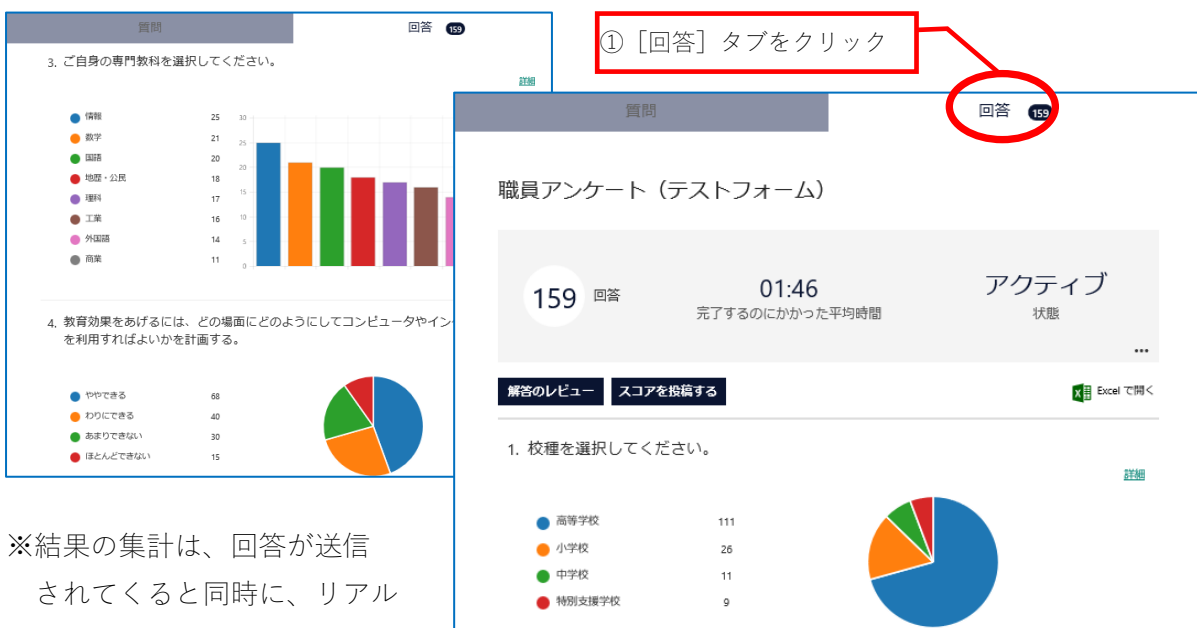 質問
回答 159
3. ご自身の専門教科を選択してください。
詳細
情報 25
数学 21
国語 20
地歴・公民 18
理科 17
工業 16
外国語 14
商業 11
30
25
20
15
10
5
0
4. 教育効果をあげるには、どの場面にどのようにしてコンピュータやイン
を利用すればよいかを計画する。
ややできる 68
わりにできる 40
あまりできない 30
ほとんどできない 15
※結果の集計は、回答が送信
されてくると同時に、リアル
①［回答］タブをクリック
質問
回答 159
職員アンケート（テストフォーム）
159 回答
01:46
完了するのにかかった平均時間
アクティブ
状態
...
解答のレビュー
スコアを投稿する
Excel で開く
1. 校種を選択してください。
詳細
高等学校 111
小学校 26
中学校 11
特別支援学校 9